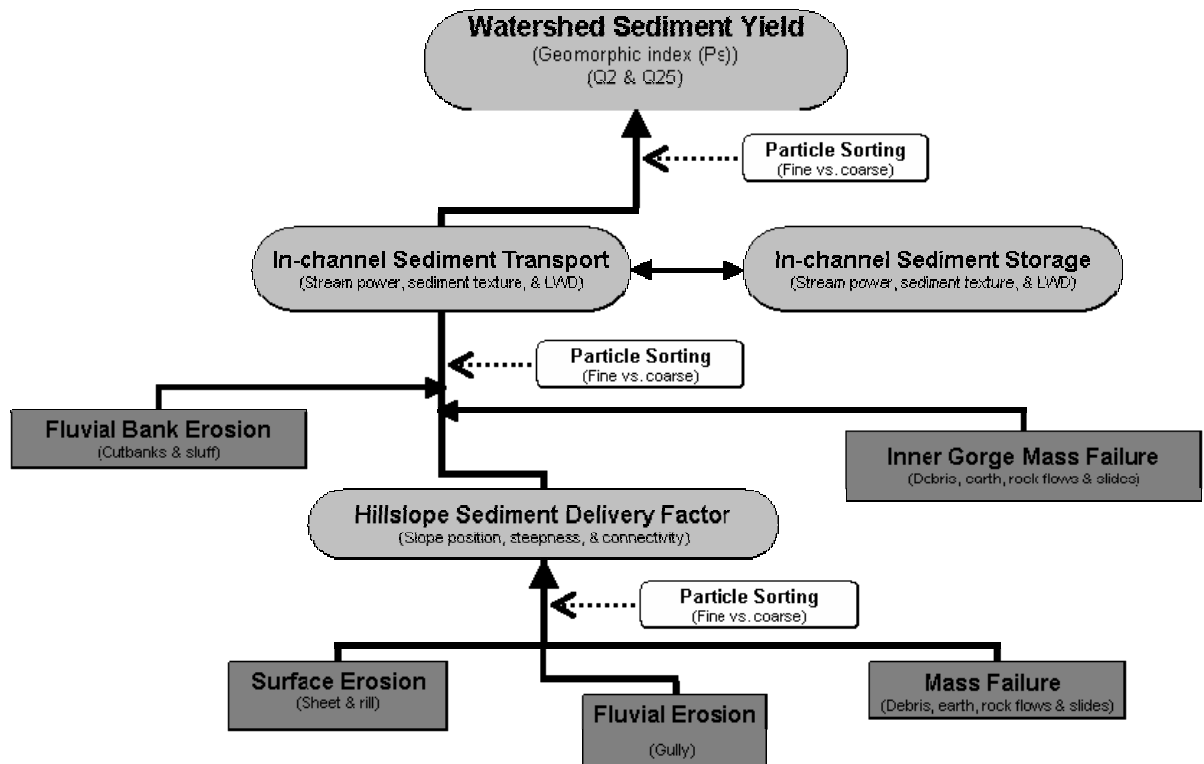 Watershed Sediment Yield
(Geomorphic index (Ps))
(Q2 & Q25)
Particle Sorting
(Fine vs. coarse)
In-channel Sediment Transport
(Stream power, sediment texture, & LWD)
In-channel Sediment Storage
(Stream power, sediment texture, & LWD)
Particle Sorting
(Fine vs. coarse)
Fluvial Bank Erosion
(Cutbanks & sluff)
Inner Gorge Mass Failure
(Debris, earth, rock flows & slides)
Hillslope Sediment Delivery Factor
(Slope position, steepness, & connectivity)
Particle Sorting
(Fine vs. coarse)
Surface Erosion
(Sheet & rill)
Fluvial Erosion
(Gully)
Mass Failure
(Debris, earth, rock flows & slides)